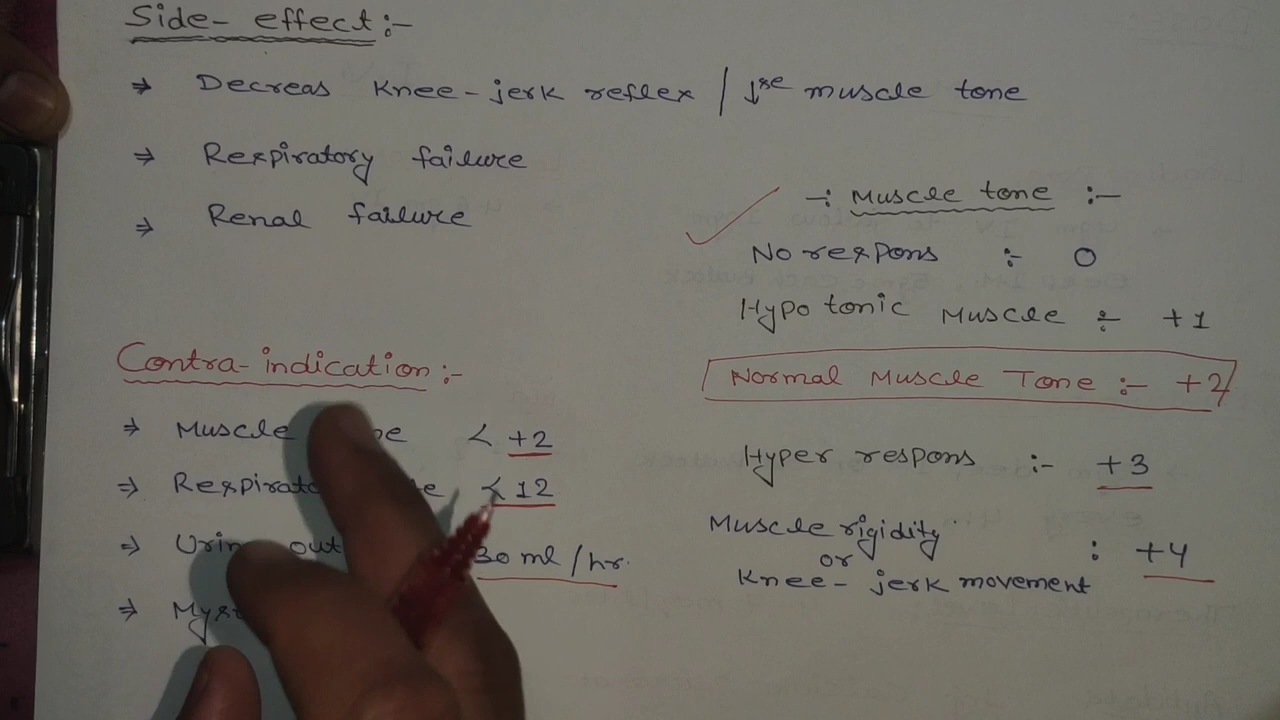 Side- effect :-
⇒ Decreas Knee-jerk reflex / ↓se muscle tone
⇒ Respiratory failure
⇒ Renal failure
-: Muscle tone :-
No respons :- 0
Hypotonic Muscle :- +1
Normal Muscle Tone :- +2
Hyper respons :- +3
Muscle rigidity
or : +4
Knee-jerk movement
Contra-indication :-
⇒ Muscle < +2
⇒ < 12
⇒ 30 ml/hr.
⇒